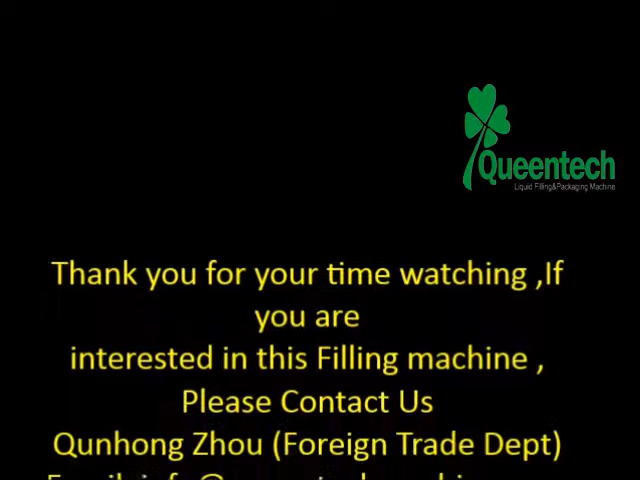 Queentech
Liquid Filling&Packaging Machine
Thank you for your time watching ,If
you are
interested in this Filling machine ,
Please Contact Us
Qunhong Zhou (Foreign Trade Dept)